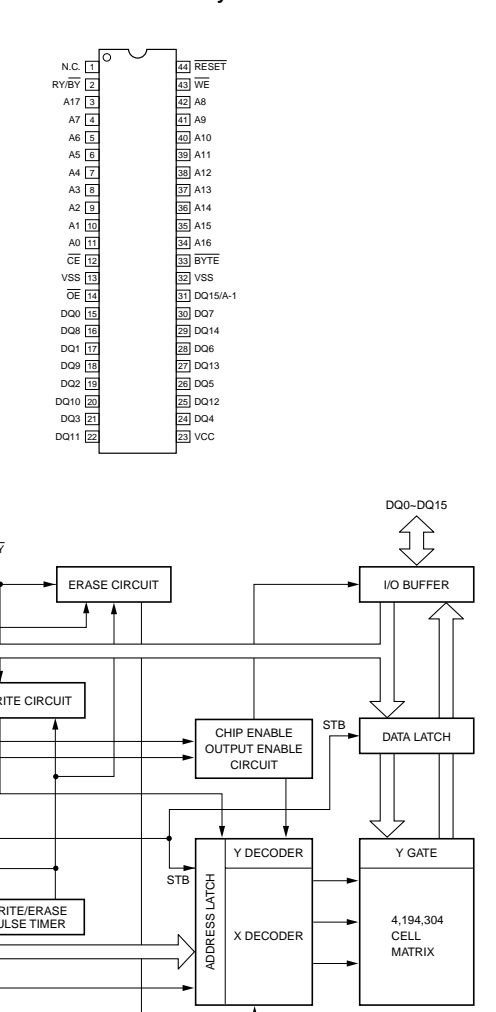 N.C. 1
RY/BY 2
A17 3
A7 4
A6 5
A5 6
A4 7
A3 8
A2 9
A1 10
A0 11
CE 12
VSS 13
OE 14
DQ0 15
DQ8 16
DQ1 17
DQ9 18
DQ2 19
DQ10 20
DQ3 21
DQ11 22
44 RESET
43 WE
42 A8
41 A9
40 A10
39 A11
38 A12
37 A13
36 A14
35 A15
34 A16
33 BYTE
32 VSS
31 DQ15/A-1
30 DQ7
29 DQ14
28 DQ6
27 DQ13
26 DQ5
25 DQ12
24 DQ4
23 VCC
DQ0~DQ15
ERASE CIRCUIT
I/O BUFFER
RITE CIRCUIT
CHIP ENABLE
OUTPUT ENABLE
CIRCUIT
STB
DATA LATCH
STB
ADDRESS LATCH
Y DECODER
X DECODER
Y GATE
4,194,304
CELL
MATRIX
RITE/ERASE
ULSE TIMER